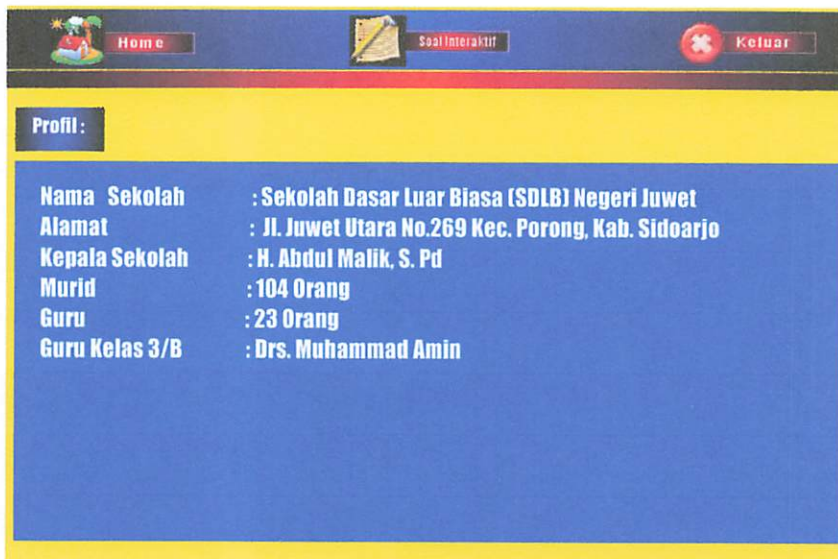 Home
Soal Interaktif
Keluar
Profil :
Nama Sekolah : Sekolah Dasar Luar Biasa (SDLB) Negeri Juwet
Alamat : Jl. Juwet Utara No.269 Kec. Porong, Kab. Sidoarjo
Kepala Sekolah : H. Abdul Malik, S. Pd
Murid : 104 Orang
Guru : 23 Orang
Guru Kelas 3/B : Drs. Muhammad Amin